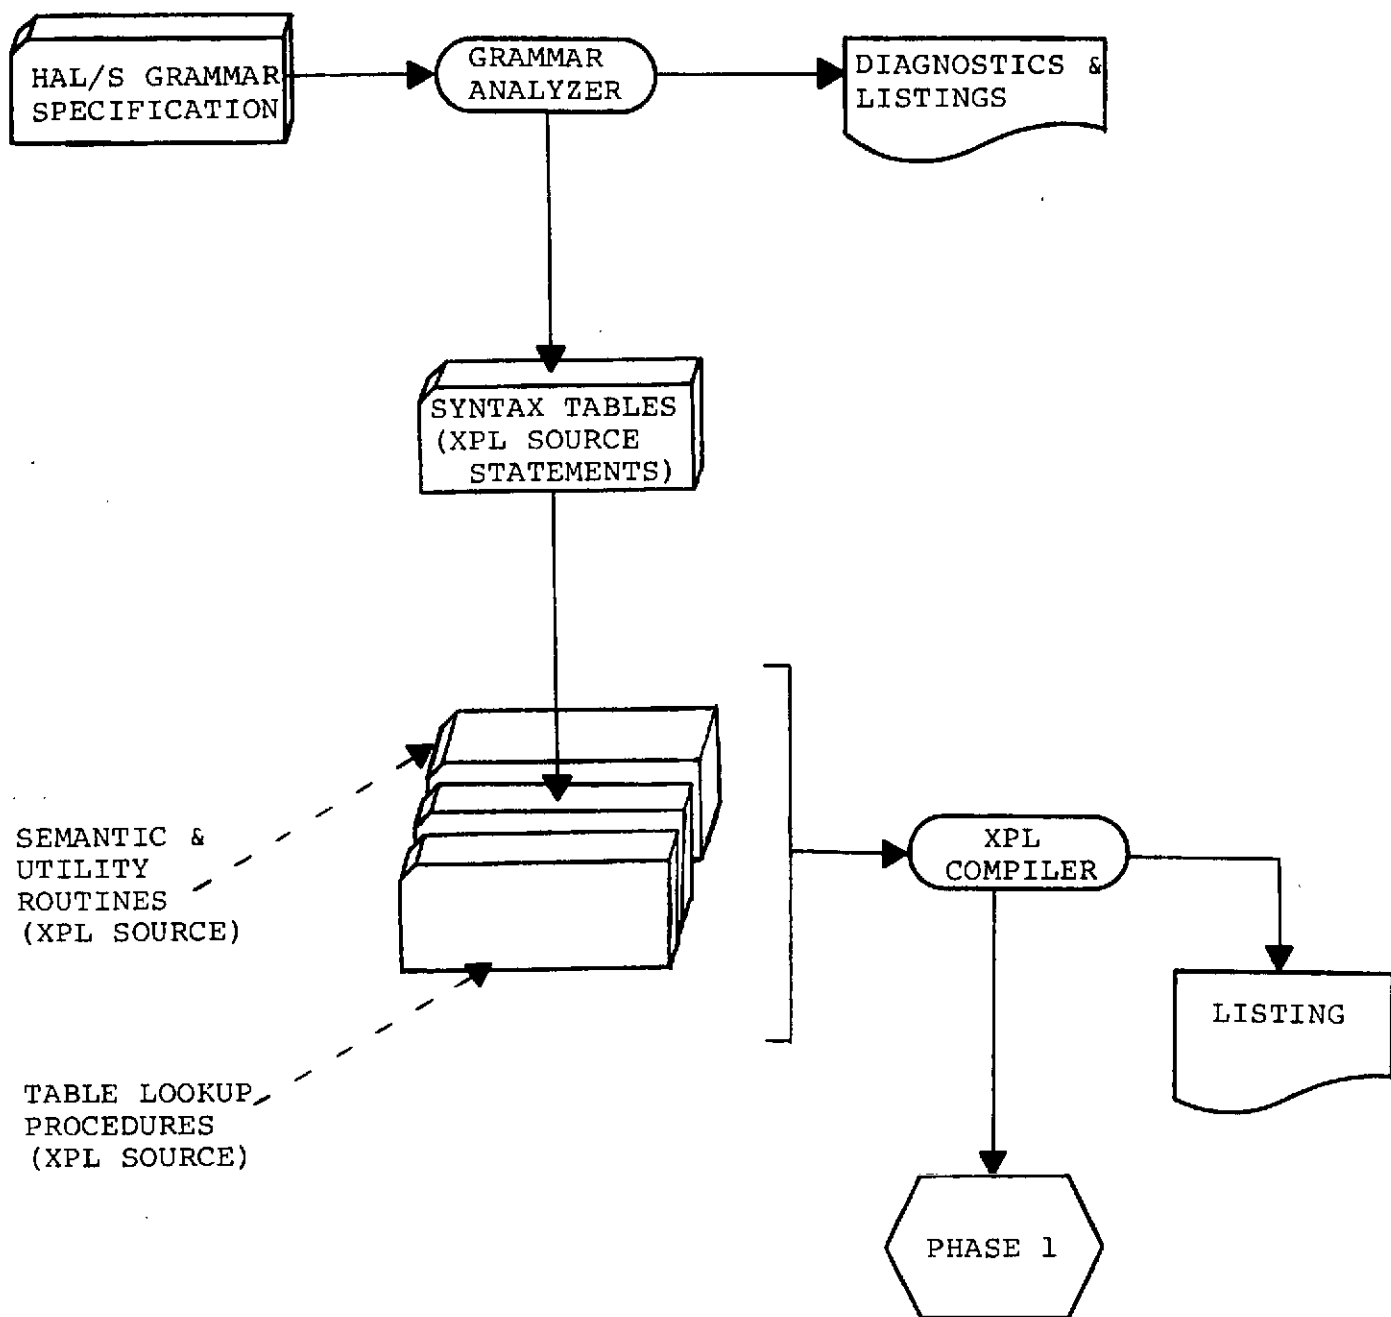 HAL/S GRAMMAR
SPECIFICATION
GRAMMAR
ANALYZER
DIAGNOSTICS &
LISTINGS
SYNTAX TABLES
(XPL SOURCE
STATEMENTS)
SEMANTIC &
UTILITY
ROUTINES
(XPL SOURCE)
XPL
COMPILER
LISTING
TABLE LOOKUP
PROCEDURES
(XPL SOURCE)
PHASE 1